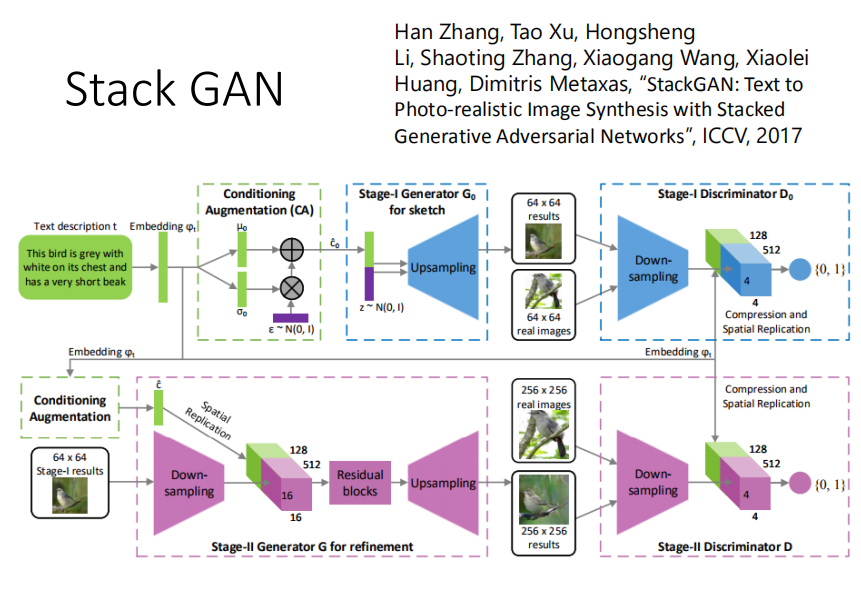 Stack GAN
Han Zhang, Tao Xu, Hongsheng
Li, Shaoting Zhang, Xiaogang Wang, Xiaolei
Huang, Dimitris Metaxas, “StackGAN: Text to
Photo-realistic Image Synthesis with Stacked
Generative Adversarial Networks”, ICCV, 2017
Text description t
This bird is grey with
white on its chest and
has a very short beak
Embedding φt
Conditioning
Augmentation (CA)
μ0
σ0
ε ~ N(0, I)
ĉ0
Stage-I Generator G0
for sketch
z ~ N(0, I)
Upsampling
64 x 64
results
64 x 64
real images
Stage-I Discriminator D0
Down-
sampling
128
512
4
4
{0, 1}
Compression and
Spatial Replication
Embedding φt
Embedding φt
Conditioning
Augmentation
ĉ
Spatial
Replication
64 x 64
Stage-I results
Down-
sampling
128
512
16
16
Residual
blocks
Upsampling
Stage-II Generator G for refinement
256 x 256
real images
256 x 256
results
Compression and
Spatial Replication
Down-
sampling
128
512
4
4
{0, 1}
Stage-II Discriminator D